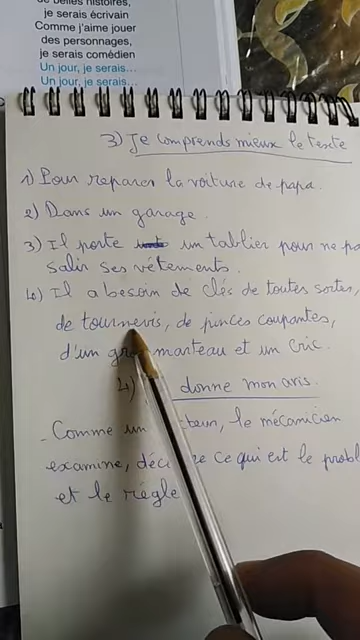 de belles histoires,
je serais écrivain
Comme j'aime jouer
des personnages,
je serais comédien
Un jour, je serais...
Un jour, je serais...
3) Je comprends mieux le texte
1) Pour reparer la voiture de papa.
2) Dans un garage.
3) Il porte un tablier pour ne pa
salir ses vêtements.
4) Il a besoin de clés de toutes sortes,
de tournevis, de pinces coupantes,
d'un marteau et un cric.
4) donne mon avis.
- Comme un teur, le mécanicien
examine, ce qui est le probl
et le règle